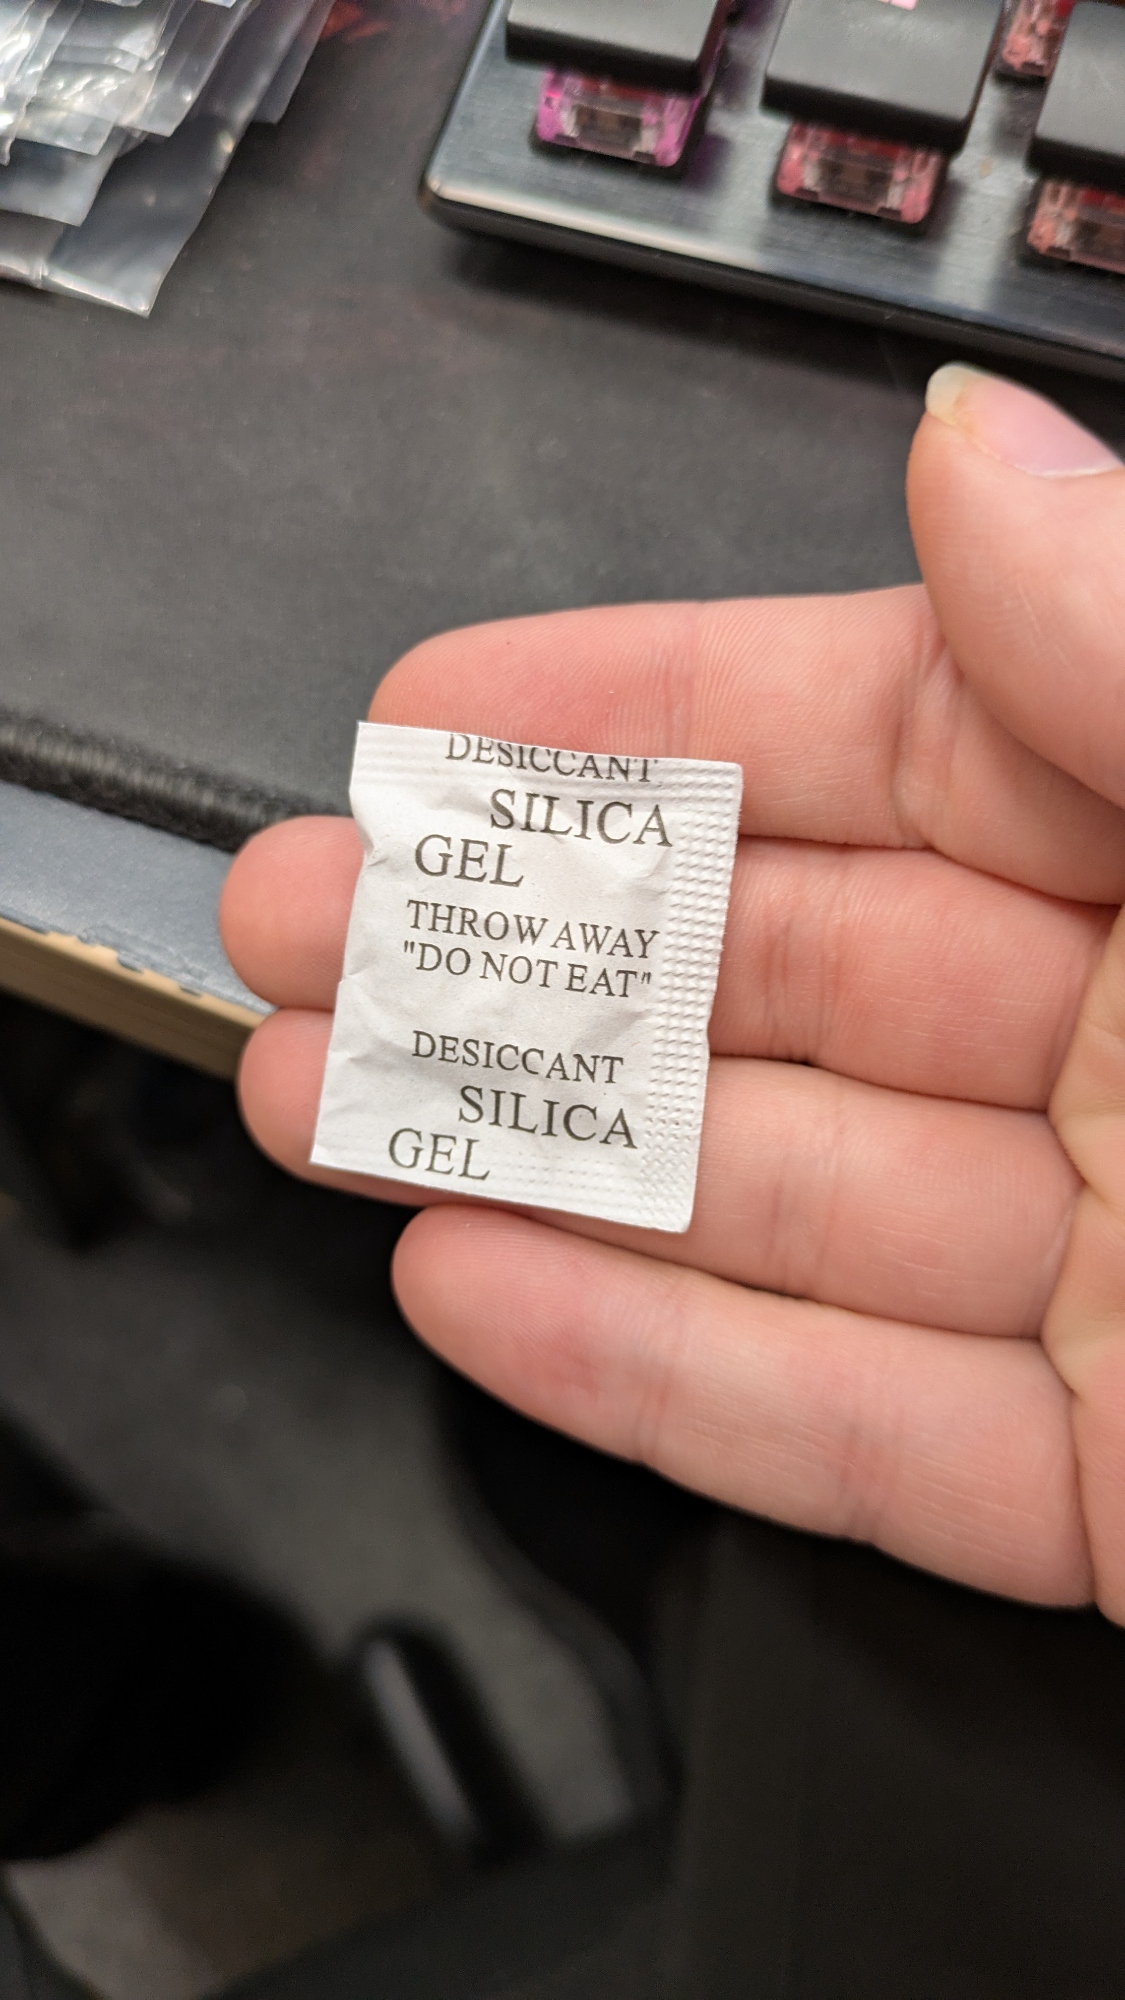 DESICCANT
SILICA
GEL
THROW AWAY
"DO NOT EAT"
DESICCANT
SILICA
GEL